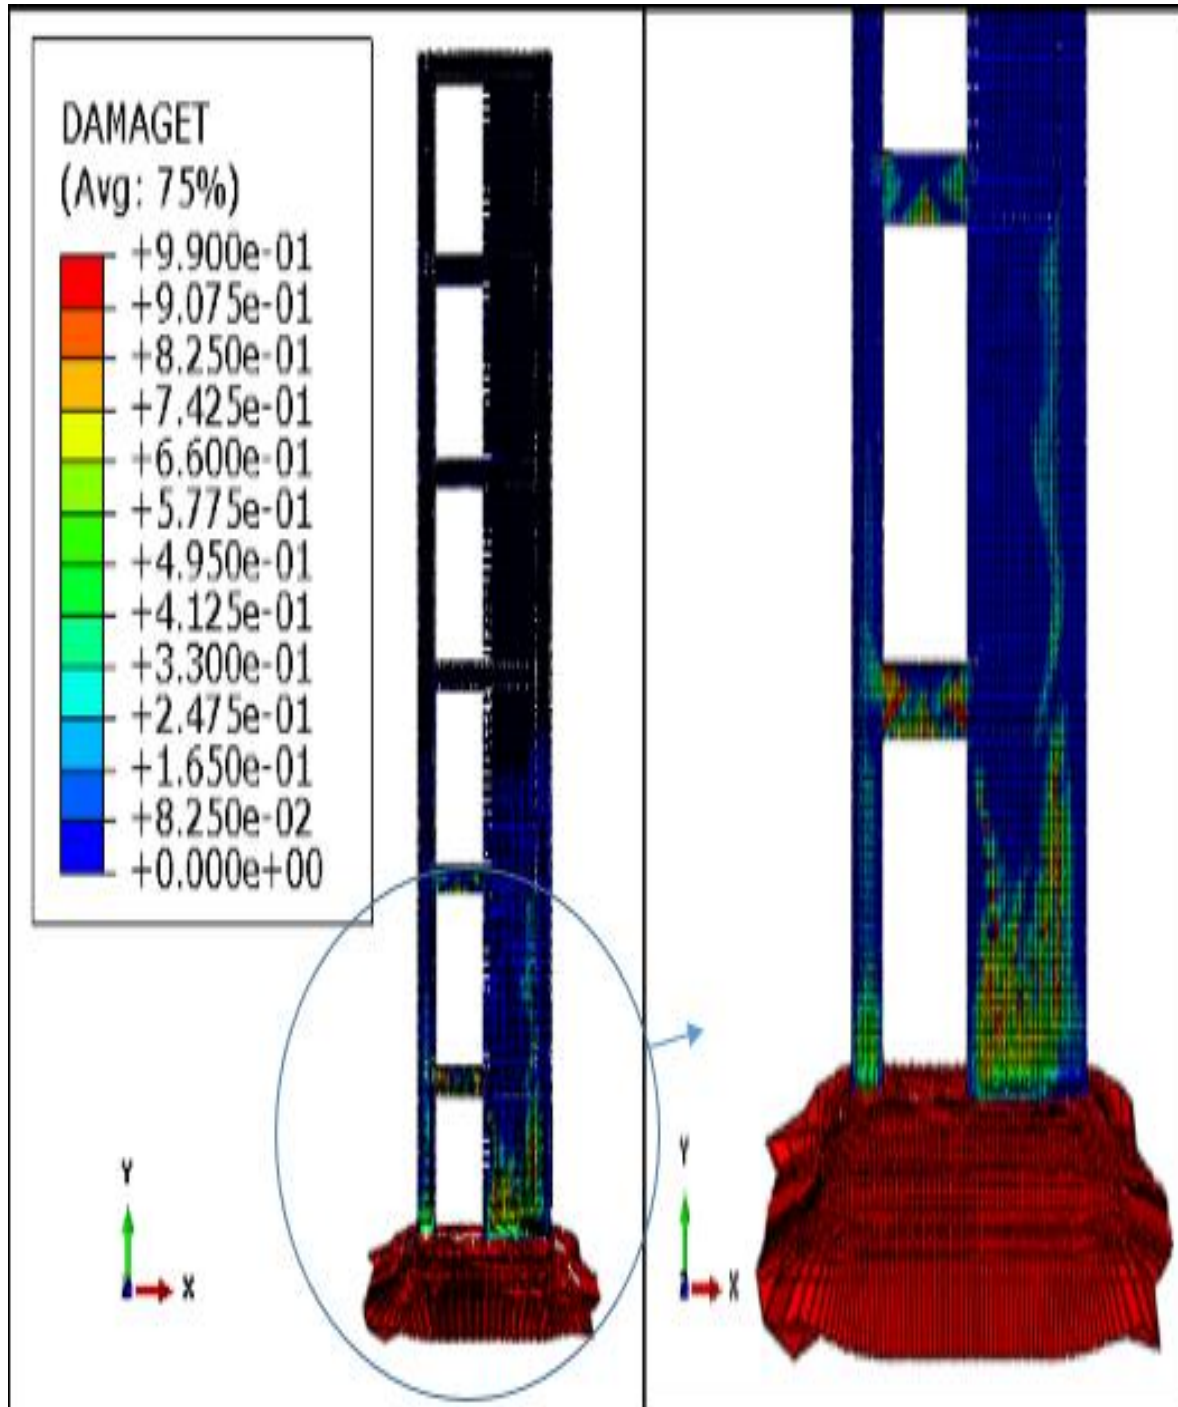 DAMAGET
(Avg: 75%)
+9.900e-01
+9.075e-01
+8.250e-01
+7.425e-01
+6.600e-01
+5.775e-01
+4.950e-01
+4.125e-01
+3.300e-01
+2.475e-01
+1.650e-01
+8.250e-02
+0.000e+00
Y
X
Y
X